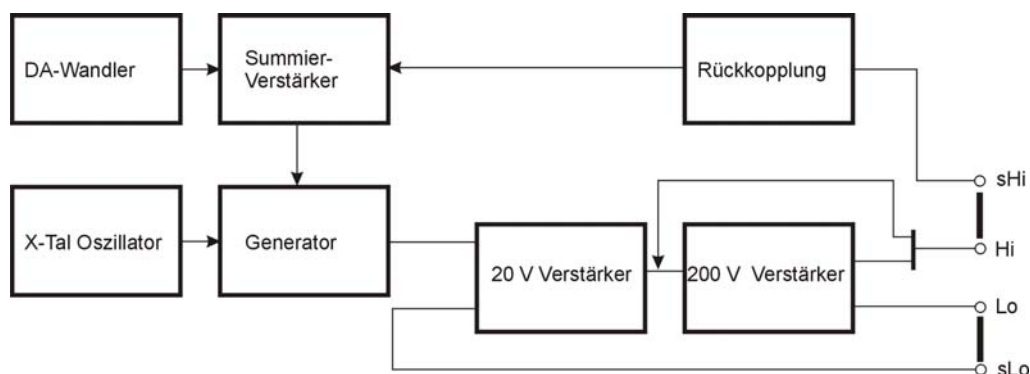 DA-Wandler
Summier-
Verstärker
Rückkopplung
sHi
X-Tal Oszillator
Generator
Hi
20 V Verstärker
200 V Verstärker
Lo
sLo